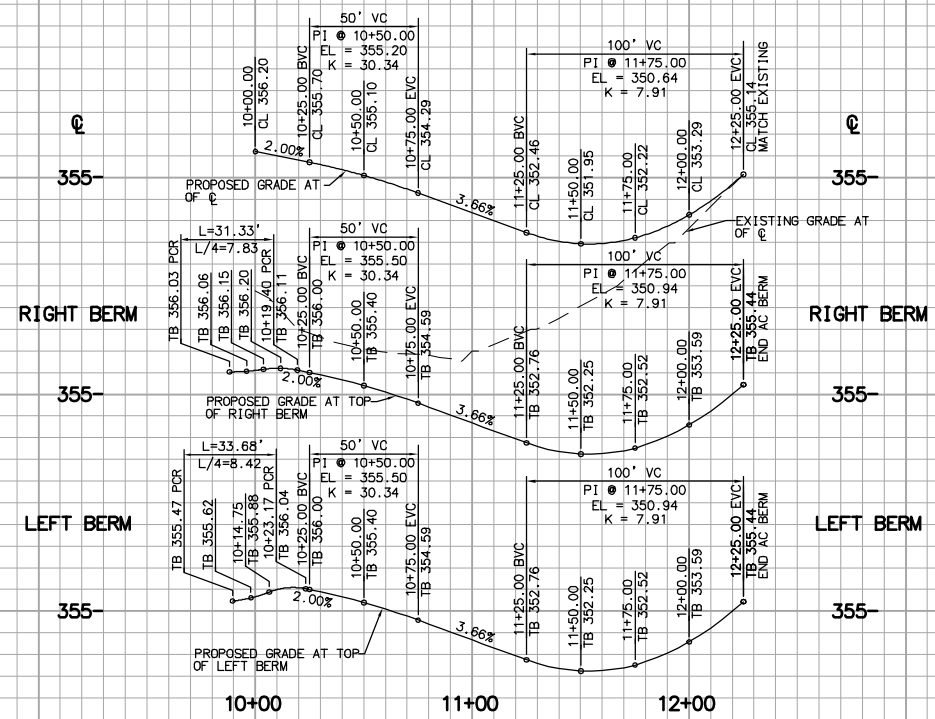 50' VC
PI @ 10+50.00
EL = 355.20
K = 30.34
100' VC
PI @ 11+75.00
EL = 350.64
K = 7.91
10+00.00
CL 356.20
10+25.00 BVC
CL 355.70
10+50.00
CL 355.10
10+75.00 EVC
CL 354.29
11+25.00 BVC
CL 352.46
11+50.00
CL 351.95
11+75.00
CL 352.22
12+00.00
CL 353.29
12+25.00 EVC
CL 355.14
MATCH EXISTING
℄
℄
2.00%
3.66%
355
355
PROPOSED GRADE AT
OF ℄
EXISTING GRADE AT
OF ℄
L=31.33'
L/4=7.83
50' VC
PI @ 10+50.00
EL = 355.50
K = 30.34
100' VC
PI @ 11+75.00
EL = 350.94
K = 7.91
TB 356.03 PCR
TB 356.06
TB 356.15
TB 356.20
10+19.40 PCR
TB 356.11
10+25.00 BVC
TB 356.00
10+50.00
TB 355.40
10+75.00 EVC
TB 354.59
11+25.00 BVC
TB 352.76
11+50.00
TB 352.25
11+75.00
TB 352.52
12+00.00
TB 353.59
12+25.00 EVC
TB 355.44
END AC BERM
RIGHT BERM
RIGHT BERM
2.00%
3.66%
355
355
PROPOSED GRADE AT TOP
OF RIGHT BERM
L=33.68'
L/4=8.42
50' VC
PI @ 10+50.00
EL = 355.50
K = 30.34
100' VC
PI @ 11+75.00
EL = 350.94
K = 7.91
TB 355.47 PCR
TB 355.62
10+14.75
TB 355.88
10+23.17 PCR
TB 356.04
10+25.00 BVC
TB 356.00
10+50.00
TB 355.40
10+75.00 EVC
TB 354.59
11+25.00 BVC
TB 352.76
11+50.00
TB 352.25
11+75.00
TB 352.52
12+00.00
TB 353.59
12+25.00 EVC
TB 355.44
END AC BERM
LEFT BERM
LEFT BERM
2.00%
3.66%
355
355
PROPOSED GRADE AT TOP
OF LEFT BERM
10+00
11+00
12+00